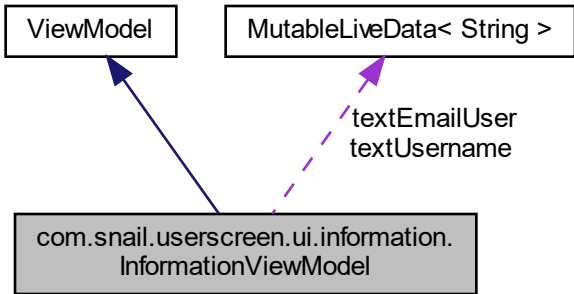 ViewModel
MutableLiveData< String >
textEmailUser
textUsername
com.snail.userscreen.ui.information.
InformationViewModel